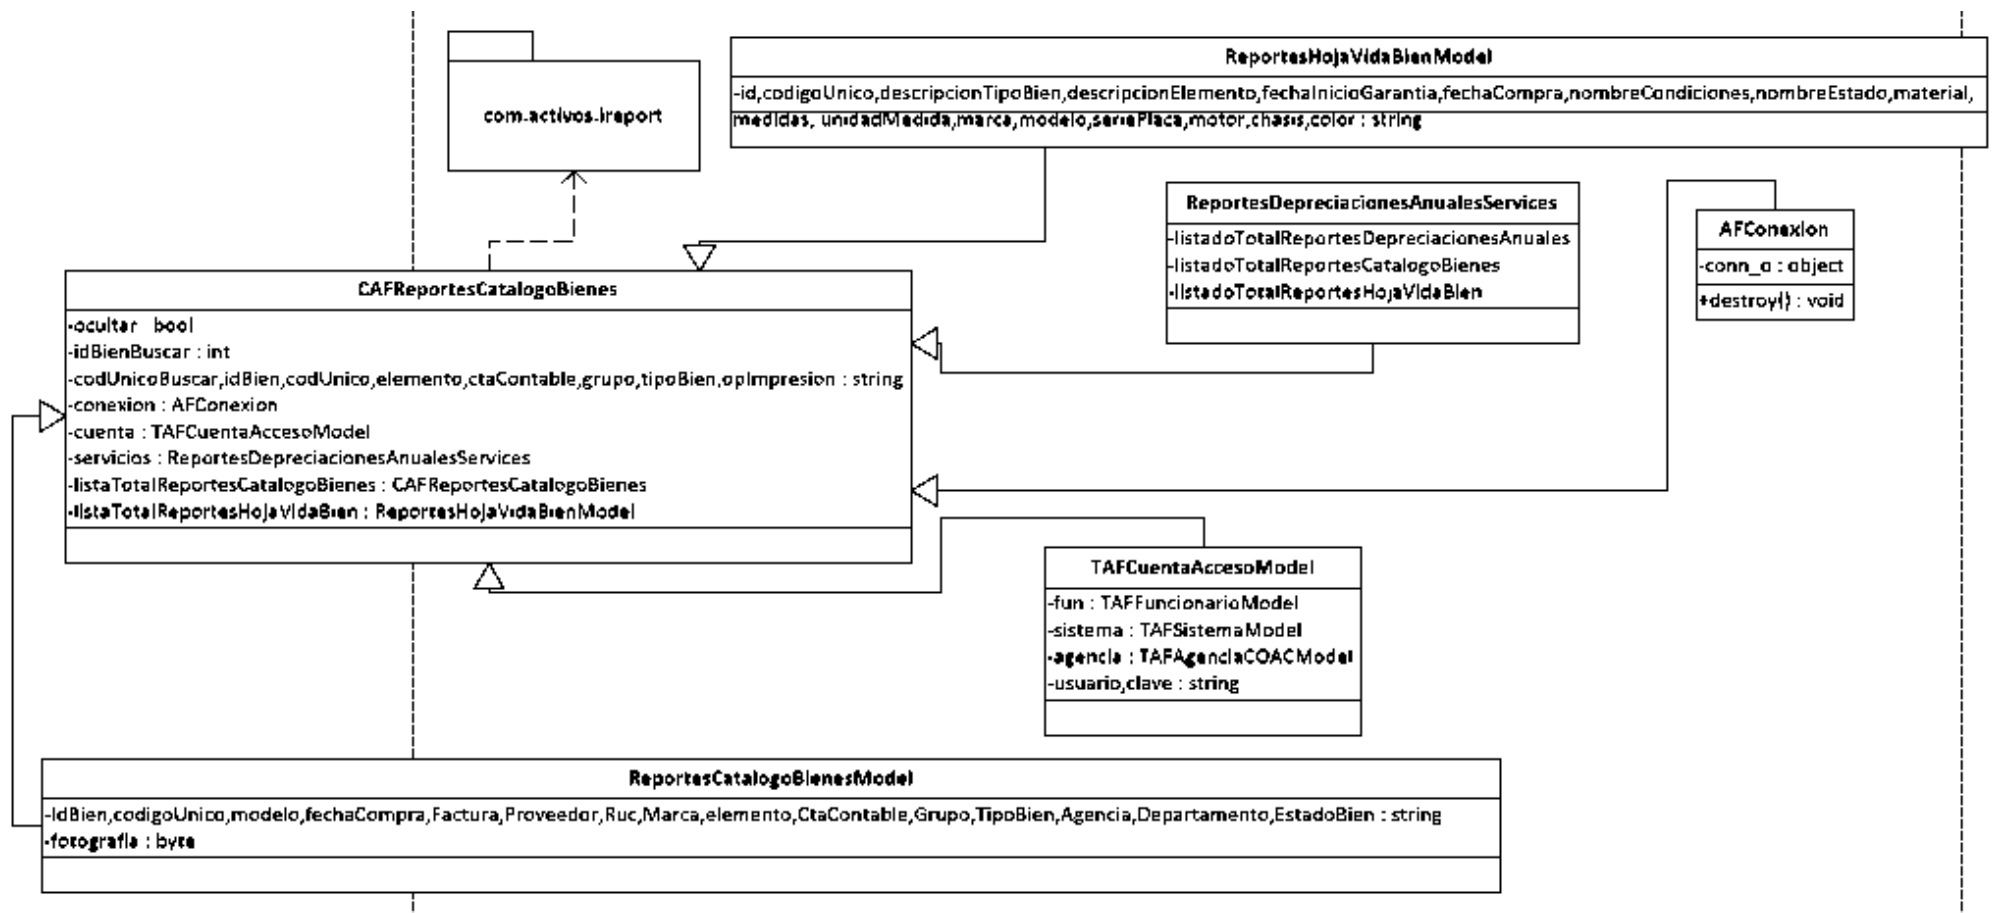 com.activos.ireport
ReportesHojaVidaBienModel
-id,codigoUnico,descripcionTipoBien,descripcionElemento,fechaInicioGarantia,fechaCompra,nombreCondiciones,nombreEstado,material,
medidas, unidadMedida,marca,modelo,seriePlaca,motor,chasis,color : string
ReportesDepreciacionesAnualesServices
-listadoTotalReportesDepreciacionesAnuales
-listadoTotalReportesCatalogoBienes
-listadoTotalReportesHojaVidaBien
AFConexion
-conn_a : object
+destroy() : void
CAFReportesCatalogoBienes
-ocultar bool
-idBienBuscar : int
-codUnicoBuscar,idBien,codUnico,elemento,ctaContable,grupo,tipoBien,opImpresion : string
-conexion : AFConexion
-cuenta : TAFCuentaAccesoModel
-servicios : ReportesDepreciacionesAnualesServices
-listaTotalReportesCatalogoBienes : CAFReportesCatalogoBienes
-listaTotalReportesHojaVidaBien : ReportesHojaVidaBienModel
TAFCuentaAccesoModel
-fun : TAFFuncionarioModel
-sistema : TAFSistemaModel
-agencia : TAFAgenciaCOACModel
-usuario,clave : string
ReportesCatalogoBienesModel
-idBien,codigoUnico,modelo,fechaCompra,Factura,Proveedor,Ruc,Marca,elemento,CtaContable,Grupo,TipoBien,Agencia,Departamento,EstadoBien : string
-fotografia : byte